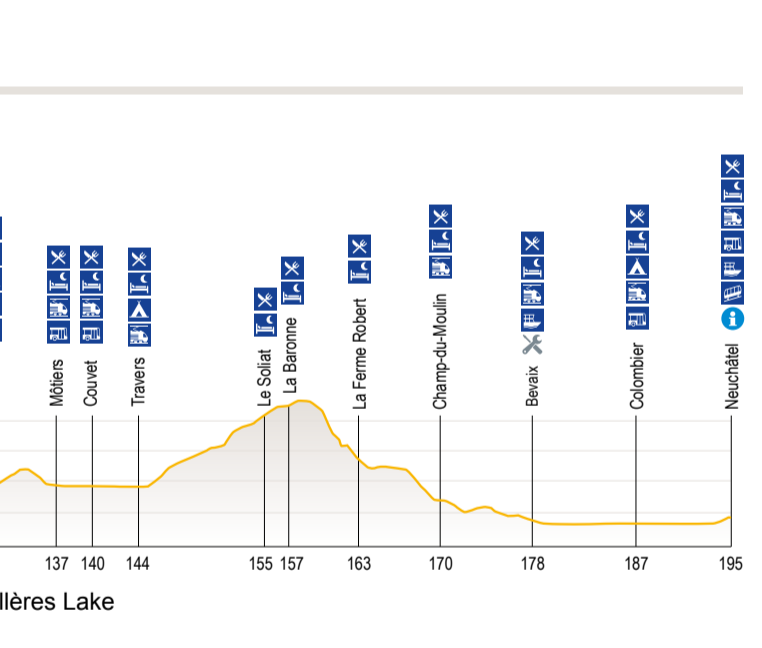 Môtiers
Couvet
Travers
Le Soliat
La Baronne
La Ferme Robert
Champ-du-Moulin
Bevaix
Colombier
Neuchâtel
i
137 140 144 155 157 163 170 178 187 195
llères Lake